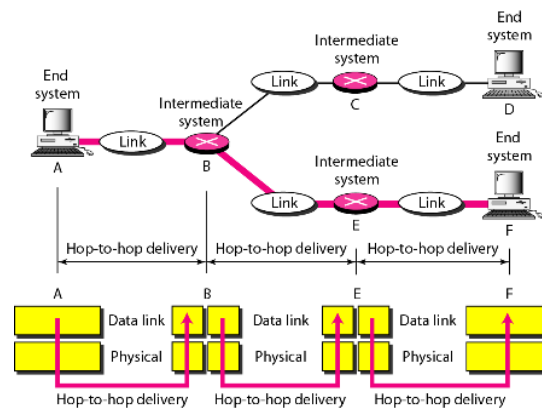 End
system
Intermediate
system
Link
C
Link
D
End
system
Intermediate
system
Link
A
B
End
system
Intermediate
system
Link
E
Link
F
Hop-to-hop delivery
Hop-to-hop delivery
Hop-to-hop delivery
A
B
E
F
Data link
Data link
Data link
Physical
Physical
Physical
Hop-to-hop delivery
Hop-to-hop delivery
Hop-to-hop delivery